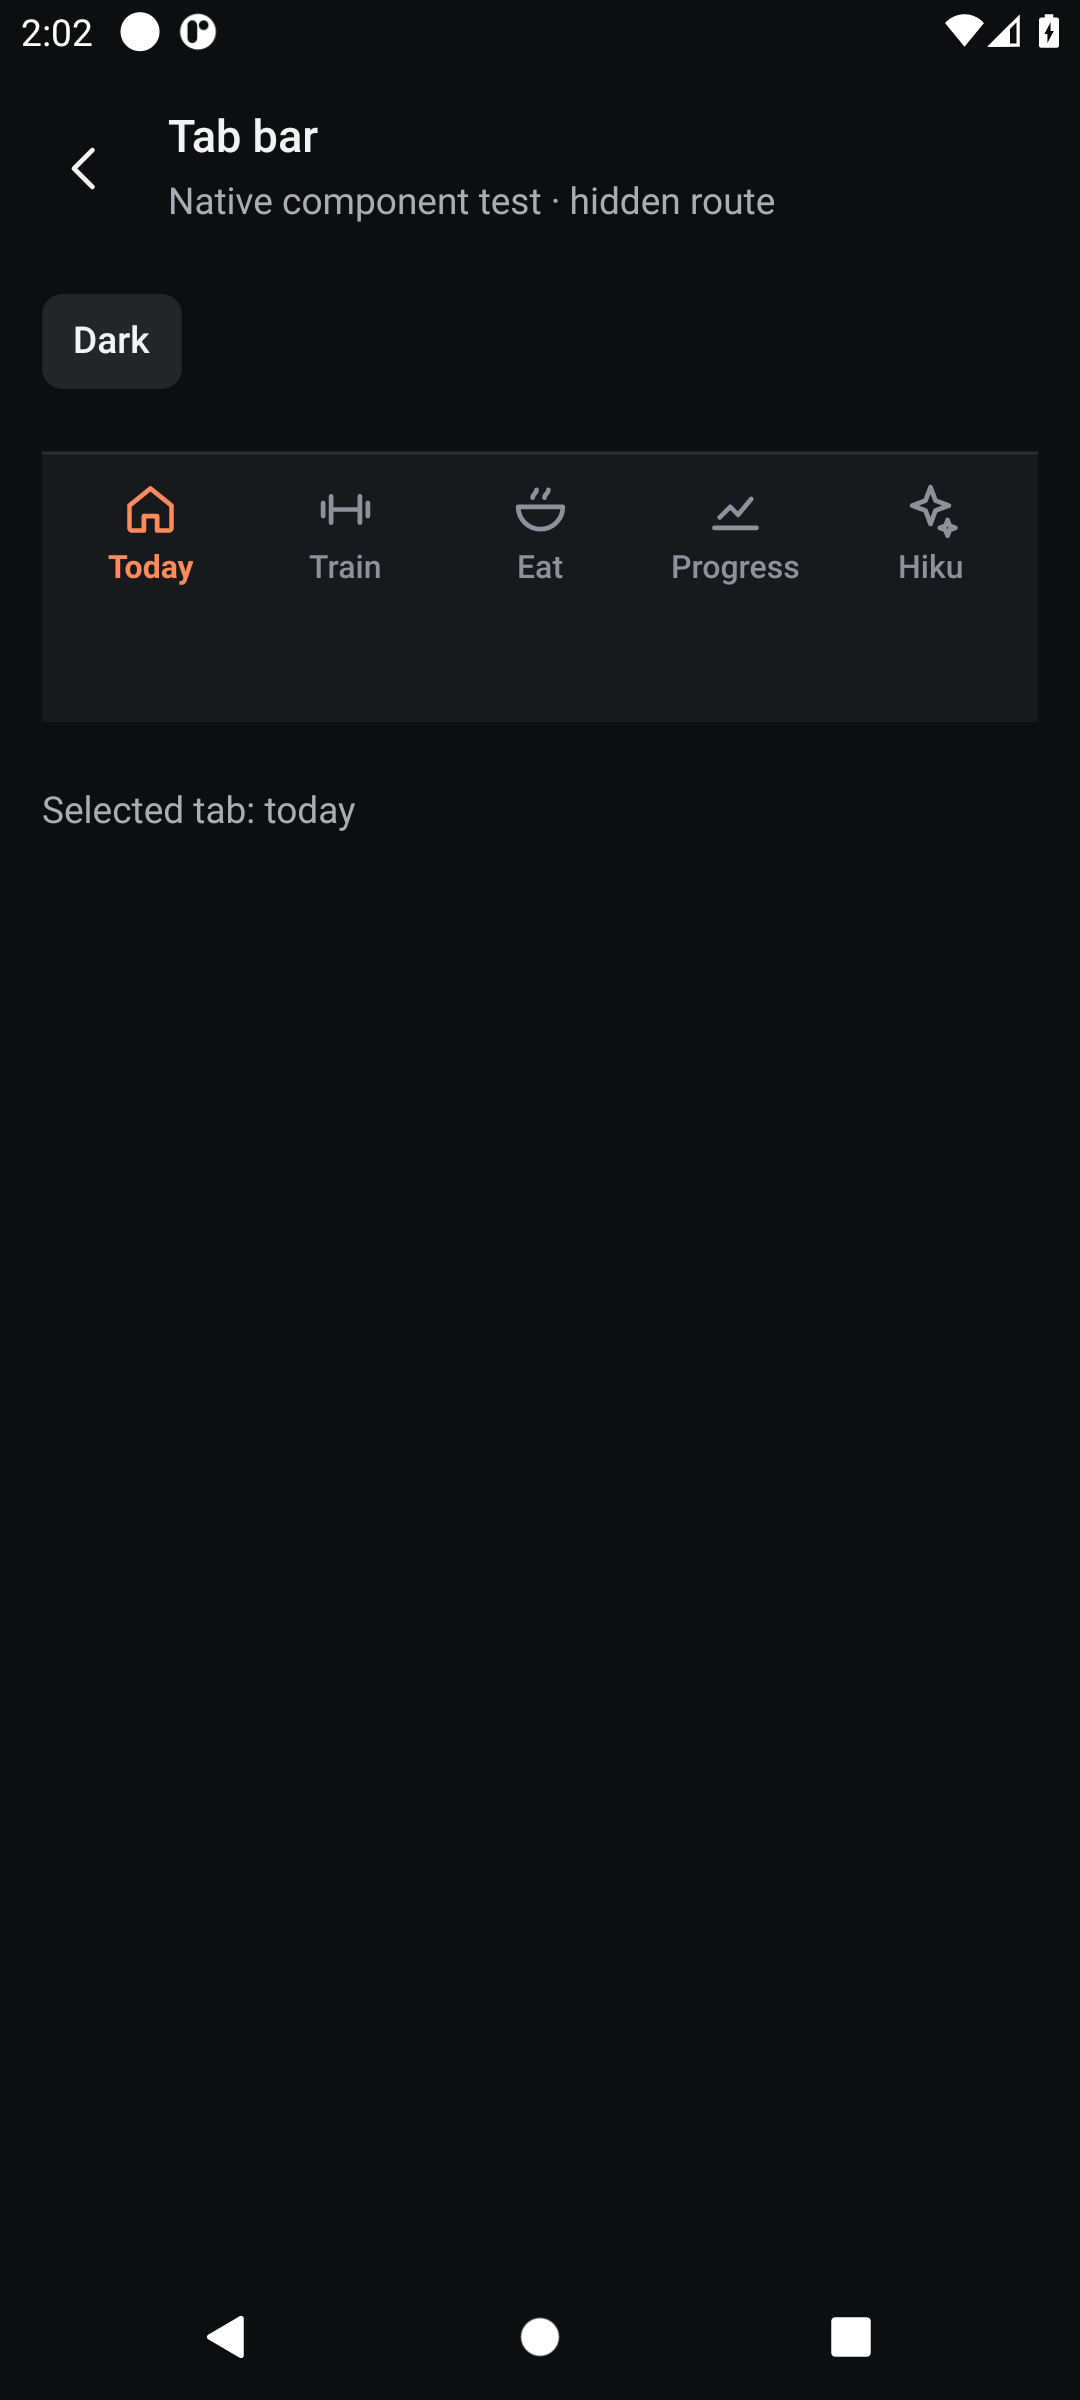 2:02
Tab bar
Native component test · hidden route
Dark
Today Train Eat Progress Hiku
Selected tab: today